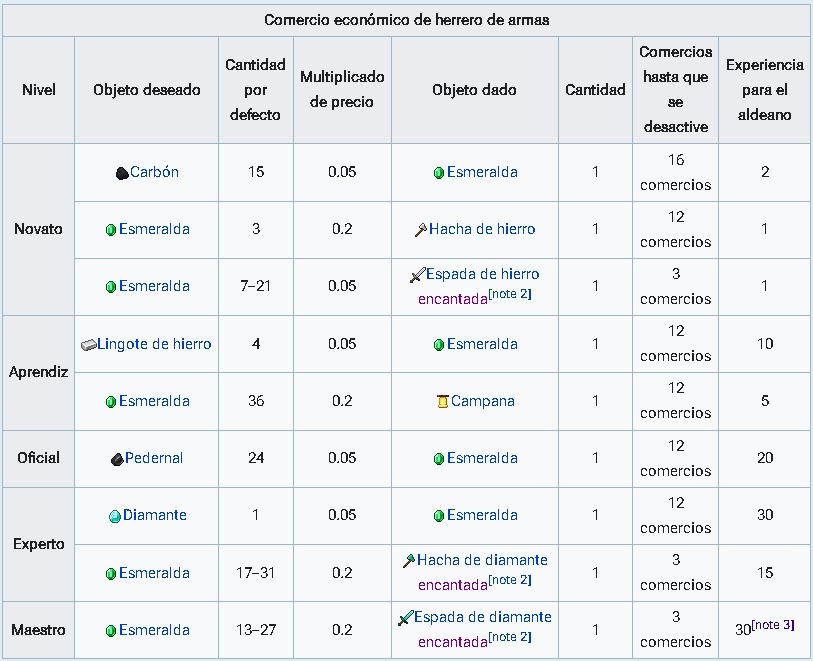 Comercio económico de herrero de armas
Nivel Objeto deseado Cantidad por defecto Multiplicado de precio Objeto dado Cantidad Comercios hasta que se desactive Experiencia para el aldeano
Novato Carbón 15 0.05 Esmeralda 1 16 comercios 2
Esmeralda 3 0.2 Hacha de hierro 1 12 comercios 1
Esmeralda 7–21 0.05 Espada de hierro encantada[note 2] 1 3 comercios 1
Aprendiz Lingote de hierro 4 0.05 Esmeralda 1 12 comercios 10
Esmeralda 36 0.2 Campana 1 12 comercios 5
Oficial Pedernal 24 0.05 Esmeralda 1 12 comercios 20
Experto Diamante 1 0.05 Esmeralda 1 12 comercios 30
Esmeralda 17–31 0.2 Hacha de diamante encantada[note 2] 1 3 comercios 15
Maestro Esmeralda 13–27 0.2 Espada de diamante encantada[note 2] 1 3 comercios 30[note 3]